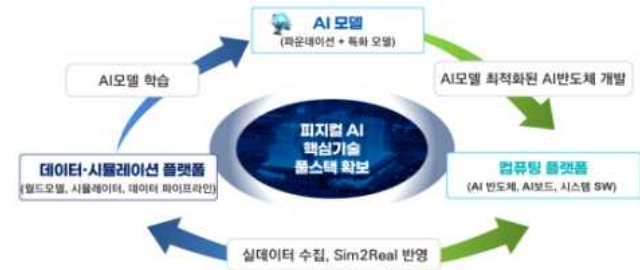 AI 모델
(파운데이션 + 특화 모델)
AI모델 학습
AI모델 최적화된 AI반도체 개발
피지컬 AI
핵심기술
풀스택 확보
데이터·시뮬레이션 플랫폼
(월드모델, 시뮬레이터, 데이터 파이프라인)
컴퓨팅 플랫폼
(AI 반도체, AI보드, 시스템 SW)
실데이터 수집, Sim2Real 반영